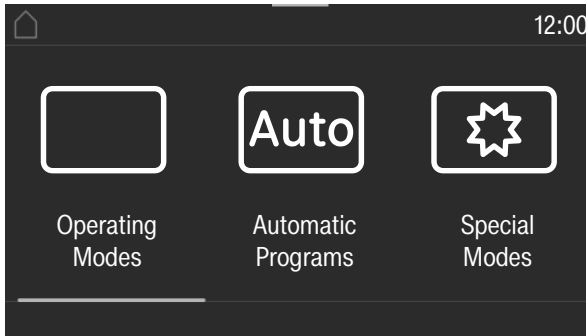 12:00
Auto
Operating
Modes
Automatic
Programs
Special
Modes